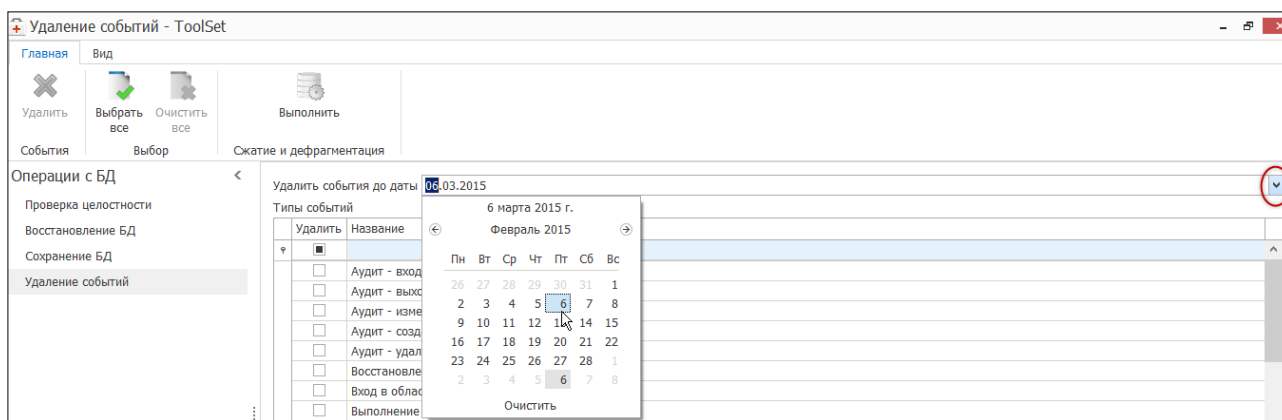 Удаление событий - ToolSet
Главная Вид
Удалить Выбрать все Очистить все Выполнить
События Выбор Сжатие и дефрагментация
Операции с БД
Проверка целостности
Восстановление БД
Сохранение БД
Удаление событий
Удалить события до даты 06.03.2015
Типы событий
Удалить Название
Аудит - вход
Аудит - выхо
Аудит - изме
Аудит - созд
Аудит - удал
Восстановле
Вход в облас
Выполнение
6 марта 2015 г.
Февраль 2015
Пн Вт Ср Чт Пт Сб Вс
26 27 28 29 30 31 1
2 3 4 5 6 7 8
9 10 11 12 13 14 15
16 17 18 19 20 21 22
23 24 25 26 27 28 1
2 3 4 5 6 7 8
Очистить